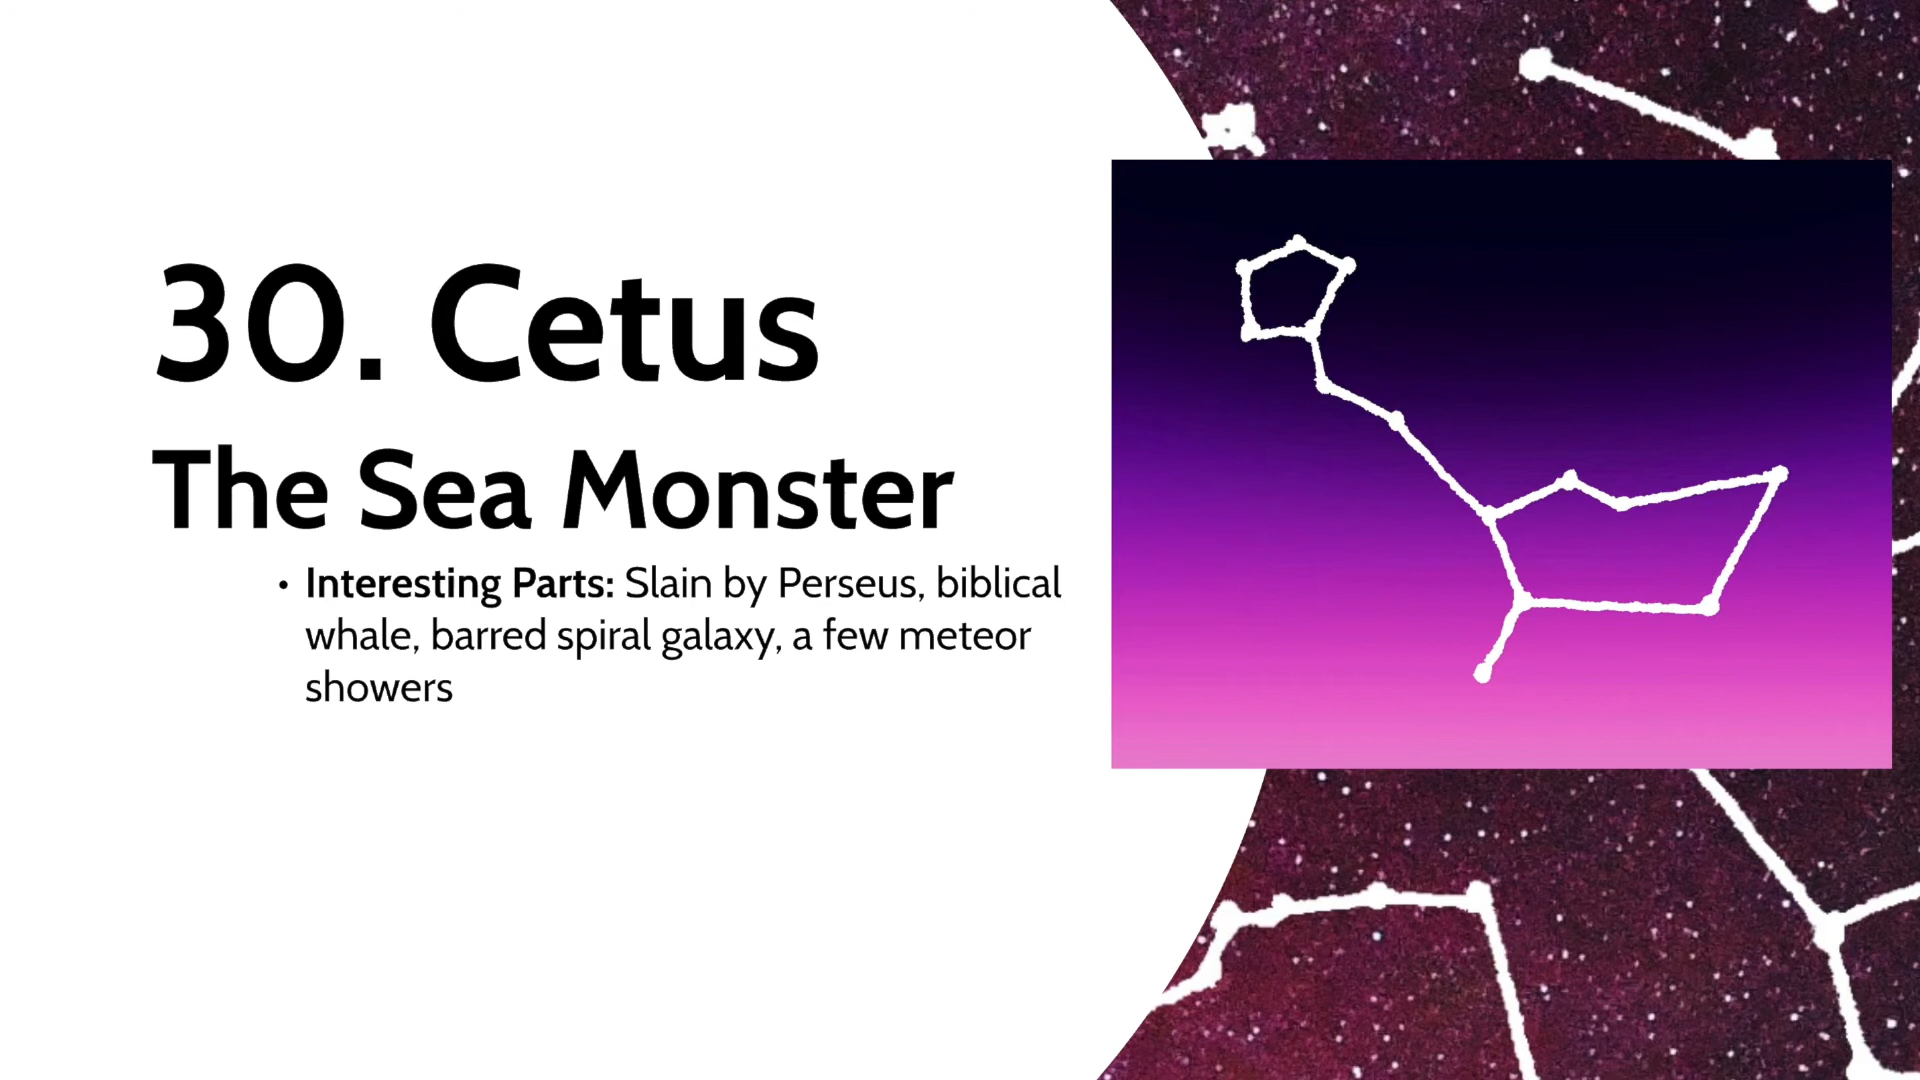 30. Cetus
The Sea Monster
• Interesting Parts: Slain by Perseus, biblical
whale, barred spiral galaxy, a few meteor
showers